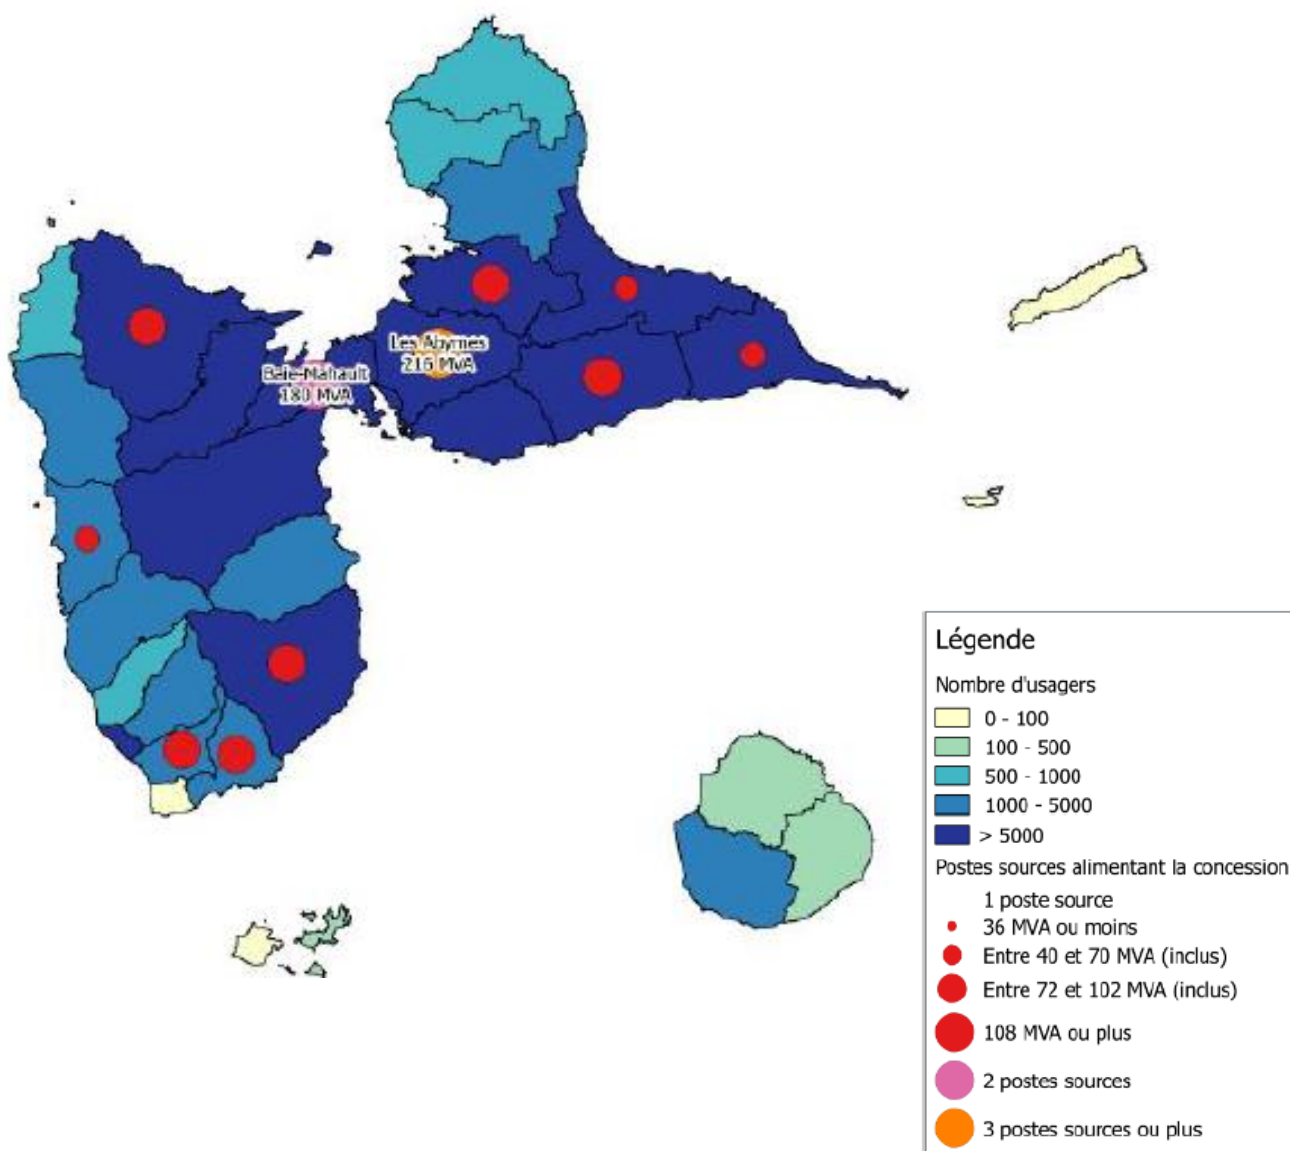 Les Abymes
216 MVA
Baie-Mahault
180 MVA
Légende
Nombre d'usagers
0 - 100
100 - 500
500 - 1000
1000 - 5000
> 5000
Postes sources alimentant la concession
1 poste source
36 MVA ou moins
Entre 40 et 70 MVA (inclus)
Entre 72 et 102 MVA (inclus)
108 MVA ou plus
2 postes sources
3 postes sources ou plus